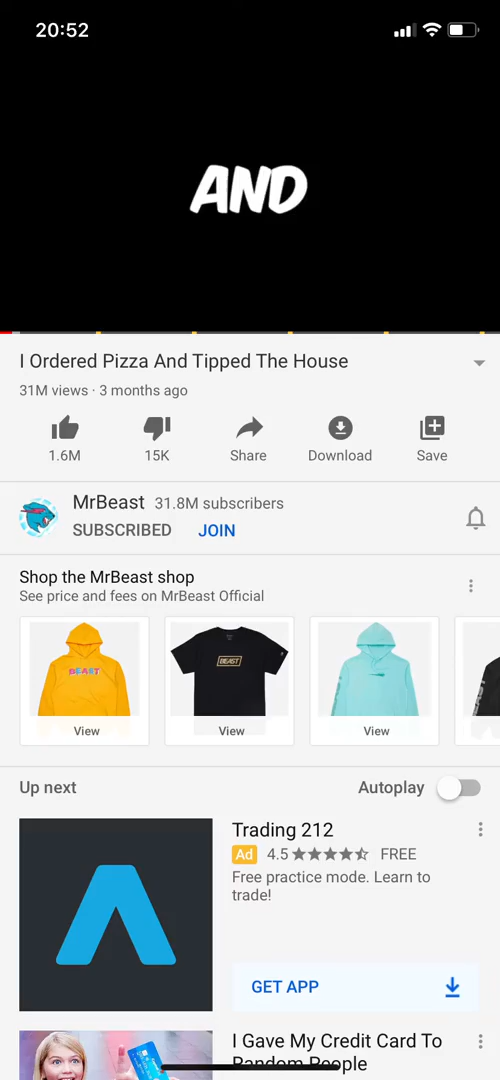 20:52
AND
I Ordered Pizza And Tipped The House
31M views · 3 months ago
1.6M
15K
Share
Download
Save
MrBeast 31.8M subscribers
SUBSCRIBED JOIN
Shop the MrBeast shop
See price and fees on MrBeast Official
BEAST
BEAST
View
View
View
Up next
Autoplay
Trading 212
Ad 4.5 ★★★★⯪ FREE
Free practice mode. Learn to
trade!
GET APP
I Gave My Credit Card To
Random People